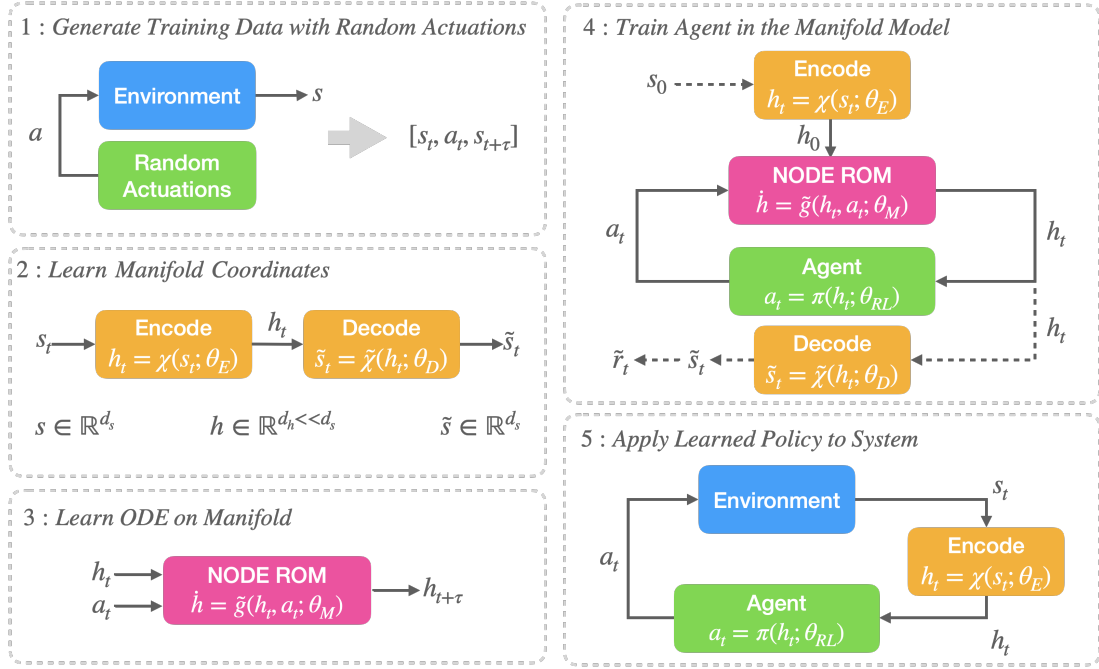 1 : Generate Training Data with Random Actuations
Environment
s
a
Random
Actuations
[s_t, a_t, s_{t+τ}]
2 : Learn Manifold Coordinates
s_t
Encode
h_t = χ(s_t; θ_E)
h_t
Decode
s̃_t = χ̃(h_t; θ_D)
s̃_t
s ∈ ℝ^{d_s}
h ∈ ℝ^{d_h<<d_s}
s̃ ∈ ℝ^{d_s}
3 : Learn ODE on Manifold
h_t
a_t
NODE ROM
ḣ = g̃(h_t, a_t; θ_M)
h_{t+τ}
4 : Train Agent in the Manifold Model
s_0
Encode
h_t = χ(s_t; θ_E)
h_0
NODE ROM
ḣ = g̃(h_t, a_t; θ_M)
a_t
h_t
Agent
a_t = π(h_t; θ_{RL})
h_t
Decode
s̃_t = χ̃(h_t; θ_D)
r̃_t
s̃_t
5 : Apply Learned Policy to System
Environment
s_t
a_t
Encode
h_t = χ(s_t; θ_E)
Agent
a_t = π(h_t; θ_{RL})
h_t